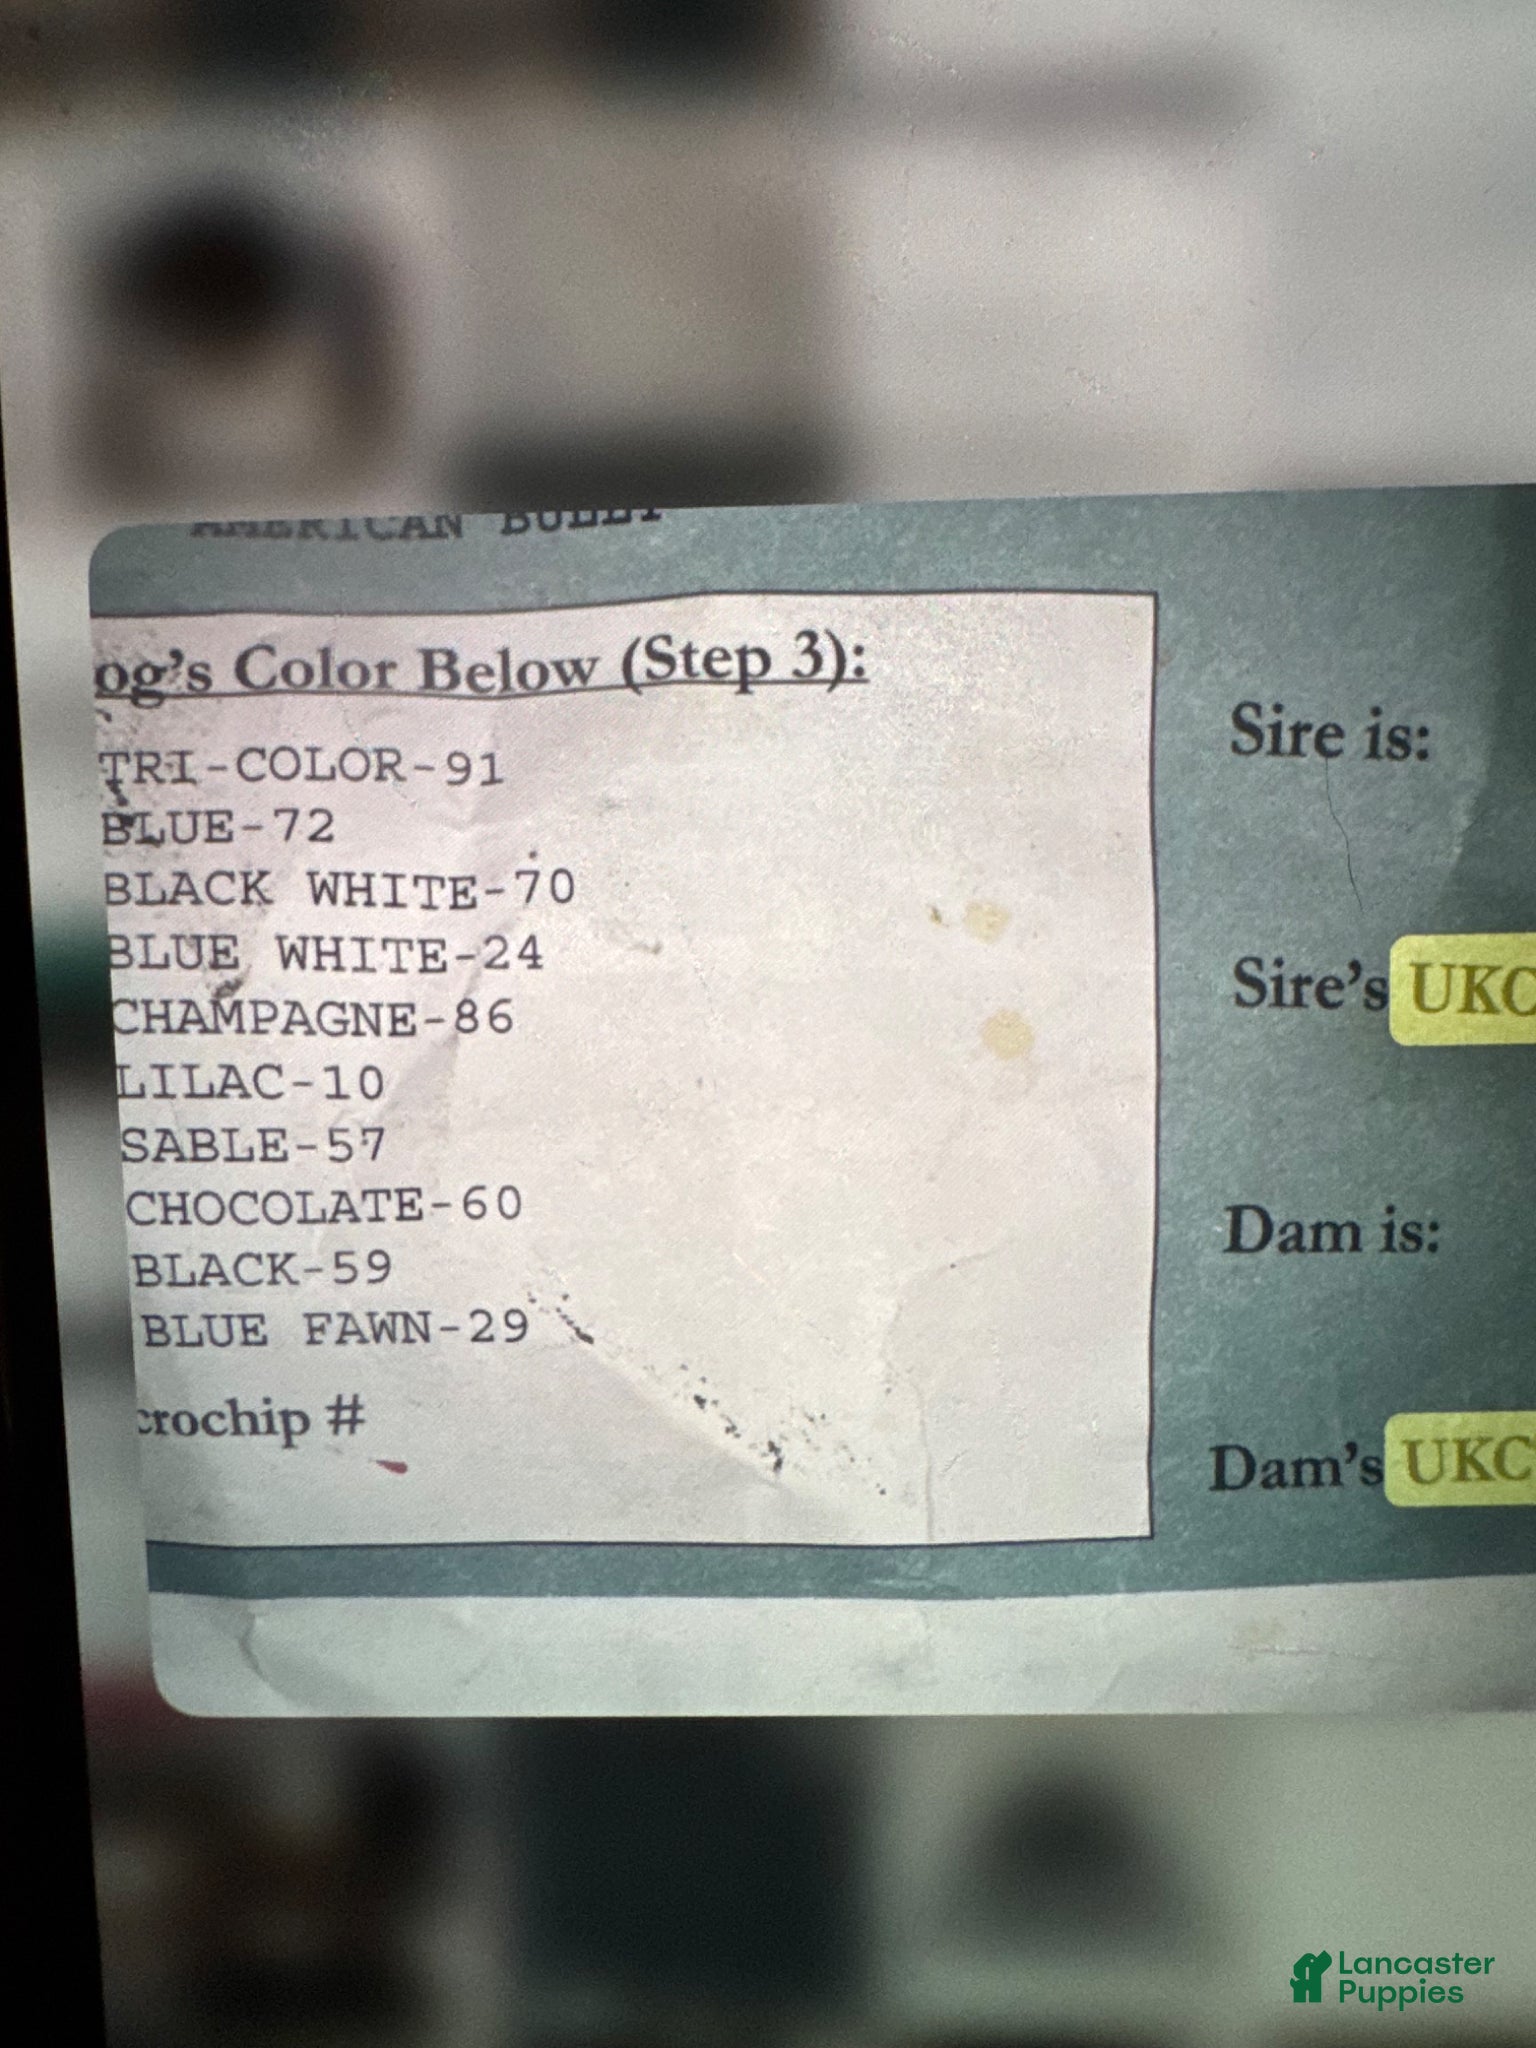 AMERICAN BULLY
og's Color Below (Step 3):
TRI-COLOR-91
BLUE-72
BLACK WHITE-70
BLUE WHITE-24
CHAMPAGNE-86
LILAC-10
SABLE-57
CHOCOLATE-60
BLACK-59
BLUE FAWN-29
crochip #
Sire is:
Sire's UKC
Dam is:
Dam's UKC
Lancaster
Puppies